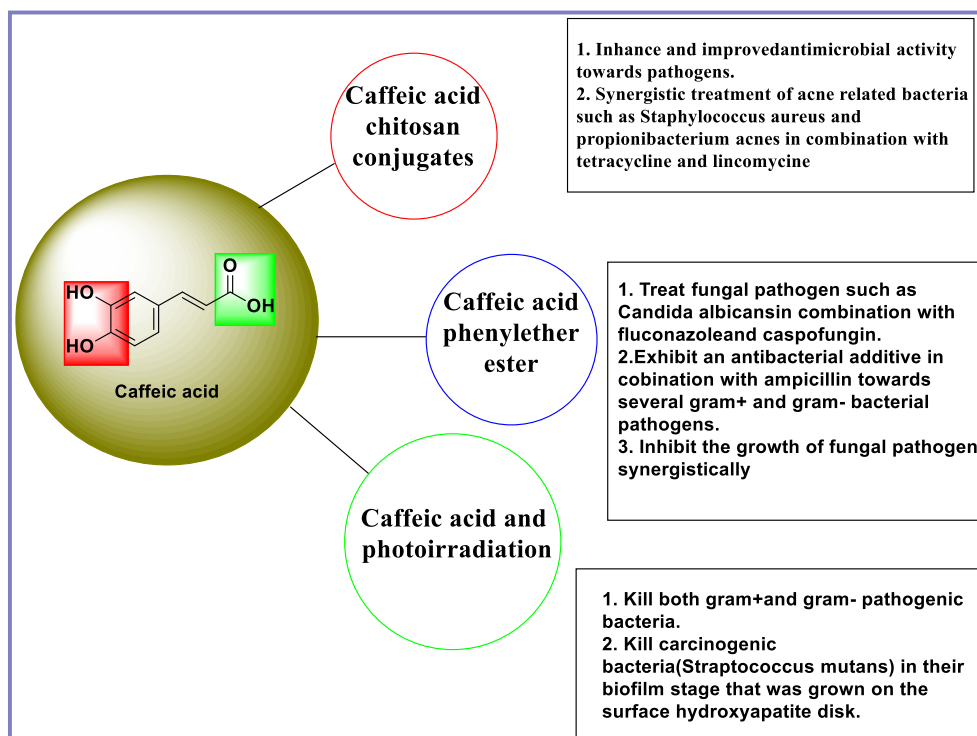 Caffeic acid
chitosan
conjugates
1. Inhance and improvedantimicrobial activity
towards pathogens.
2. Synergistic treatment of acne related bacteria
such as Staphylococcus aureus and
propionibacterium acnes in combination with
tetracycline and lincomycine
HO
HO
O
OH
Caffeic acid
Caffeic acid
phenylether
ester
1. Treat fungal pathogen such as
Candida albicansin combination with
fluconazoleand caspofungin.
2.Exhibit an antibacterial additive in
cobination with ampicillin towards
several gram+ and gram- bacterial
pathogens.
3. Inhibit the growth of fungal pathogen
synergistically
Caffeic acid and
photoirradiation
1. Kill both gram+and gram- pathogenic
bacteria.
2. Kill carcinogenic
bacteria(Straptococcus mutans) in their
biofilm stage that was grown on the
surface hydroxyapatite disk.